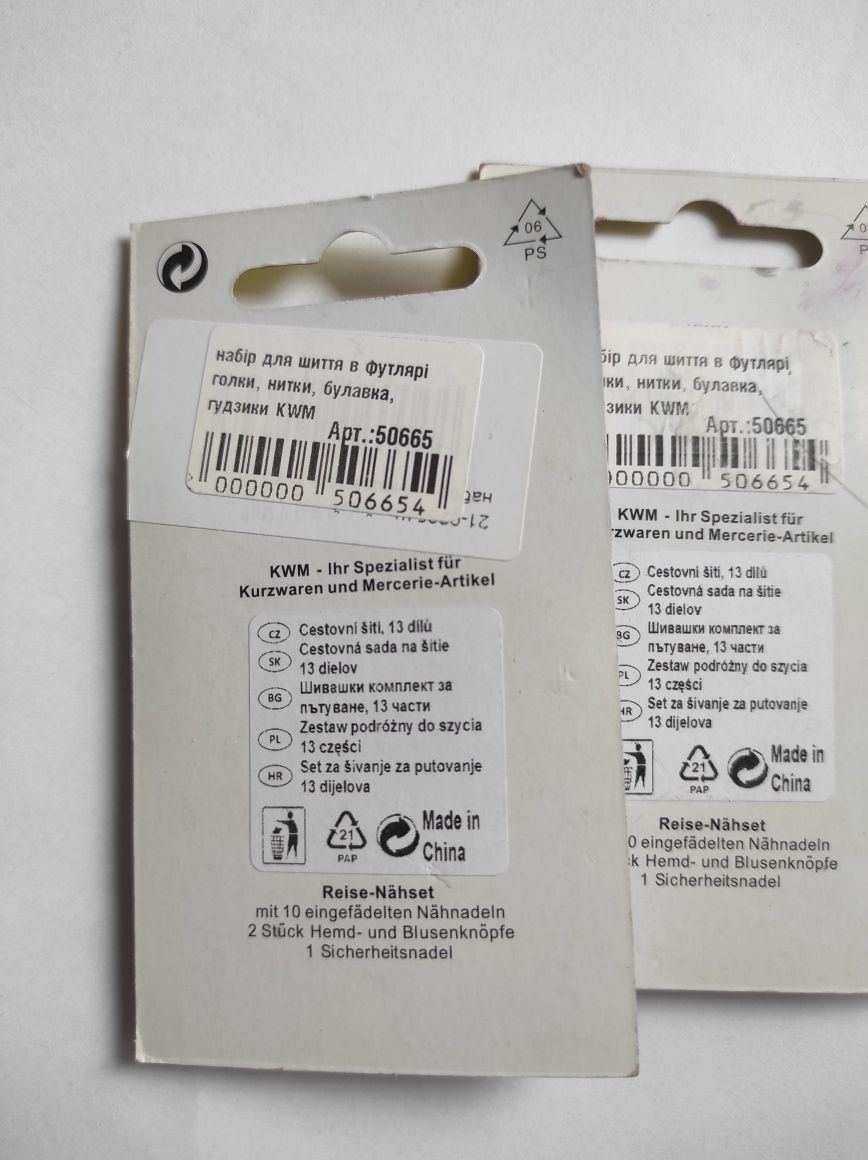 06
PS
набір для шиття в футлярі
голки, нитки, булавка,
гудзики KWM
Арт.:50665
000000 506654
KWM - Ihr Spezialist für
Kurzwaren und Mercerie-Artikel
CZ Cestovní šití, 13 dílů
SK Cestovná sada na šitie
13 dielov
BG Шивашки комплект за
пътуване, 13 части
PL Zestaw podróżny do szycia
13 części
HR Set za šivanje za putovanje
13 dijelova
21
PAP
Made in
China
Reise-Nähset
mit 10 eingefädelten Nähnadeln
2 Stück Hemd- und Blusenknöpfe
1 Sicherheitsnadel
для шиття в футлярі
нитки, булавка,
KWM
Арт.:50665
506654
KWM - Ihr Spezialist für
und Mercerie-Artikel
CZ Cestovní šití, 13 dílů
SK Cestovná sada na šitie
13 dielov
BG Шивашки комплект за
пътуване, 13 части
PL Zestaw podróżny do szycia
13 części
HR Set za šivanje za putovanje
13 dijelova
21
PAP
Made in
China
Reise-Nähset
eingefädelten Nähnadeln
Hemd- und Blusenknöpfe
1 Sicherheitsnadel